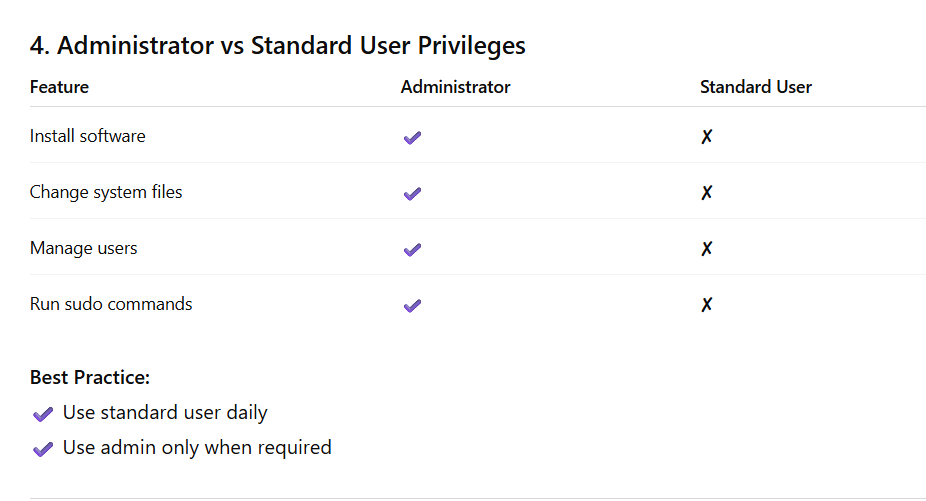 4. Administrator vs Standard User Privileges
Feature Administrator Standard User
Install software ✔ ✗
Change system files ✔ ✗
Manage users ✔ ✗
Run sudo commands ✔ ✗
Best Practice:
✔ Use standard user daily
✔ Use admin only when required